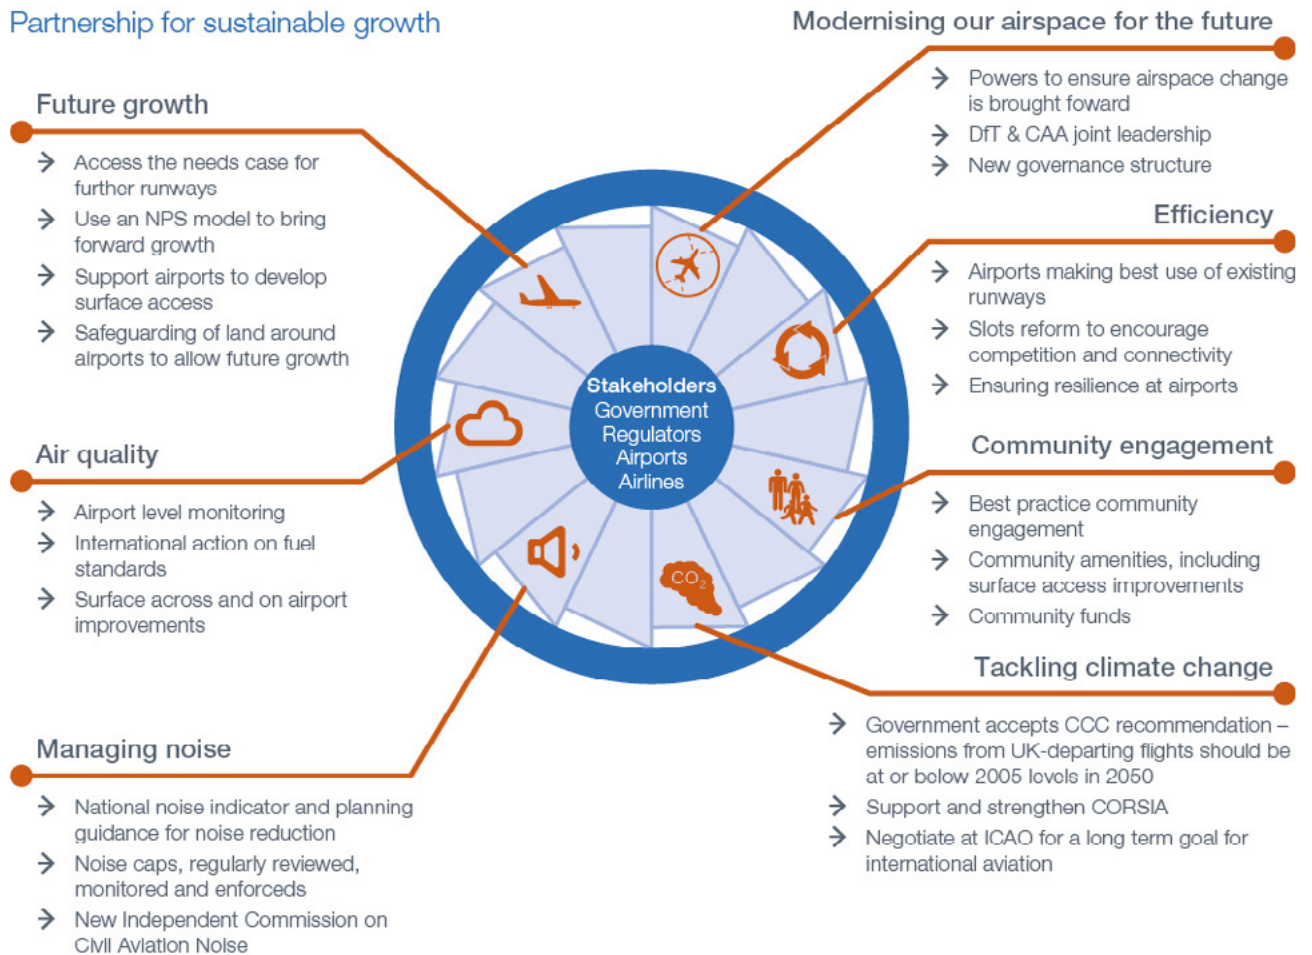 Partnership for sustainable growth
Modernising our airspace for the future
Powers to ensure airspace change
is brought foward
DfT & CAA joint leadership
New governance structure
Future growth
Access the needs case for
further runways
Use an NPS model to bring
forward growth
Support airports to develop
surface access
Safeguarding of land around
airports to allow future growth
Efficiency
Airports making best use of existing
runways
Slots reform to encourage
competition and connectivity
Ensuring resilience at airports
Stakeholders
Government
Regulators
Airports
Airlines
Air quality
Airport level monitoring
International action on fuel
standards
Surface across and on airport
improvements
Community engagement
Best practice community
engagement
Community amenities, including
surface access improvements
Community funds
CO₂
Tackling climate change
Government accepts CCC recommendation –
emissions from UK-departing flights should be
at or below 2005 levels in 2050
Support and strengthen CORSIA
Negotiate at ICAO for a long term goal for
international aviation
Managing noise
National noise indicator and planning
guidance for noise reduction
Noise caps, regularly reviewed,
monitored and enforceds
New Independent Commission on
Civil Aviation Noise